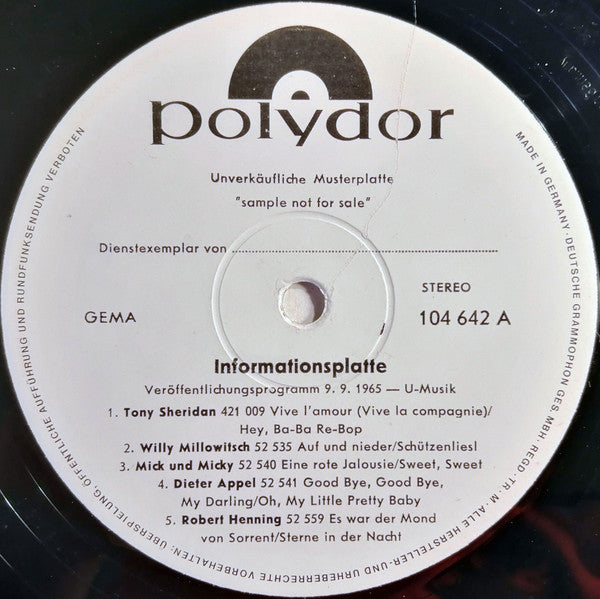 polydor
Unverkäufliche Musterplatte
"sample not for sale"
Dienstexemplar von ................................................
STEREO
GEMA
104 642 A
Informationsplatte
Veröffentlichungsprogramm 9. 9. 1965 — U-Musik
1. Tony Sheridan 421 009 Vive l'amour (Vive la compagnie)/
Hey, Ba-Ba Re-Bop
2. Willy Millowitsch 52 535 Auf und nieder/Schützenliesl
3. Mick und Micky 52 540 Eine rote Jalousie/Sweet, Sweet
4. Dieter Appel 52 541 Good Bye, Good Bye,
My Darling/Oh, My Little Pretty Baby
5. Robert Henning 52 559 Es war der Mond
von Sorrent/Sterne in der Nacht
MADE IN GERMANY · DEUTSCHE GRAMMOPHON GES. MBH · REGD · TR · M · ALLE HERSTELLER- UND URHEBERRECHTE VORBEHALTEN · ÜBERSPIELUNG, ÖFFENTLICHE AUFFÜHRUNG UND RUNDFUNKSENDUNG VERBOTEN